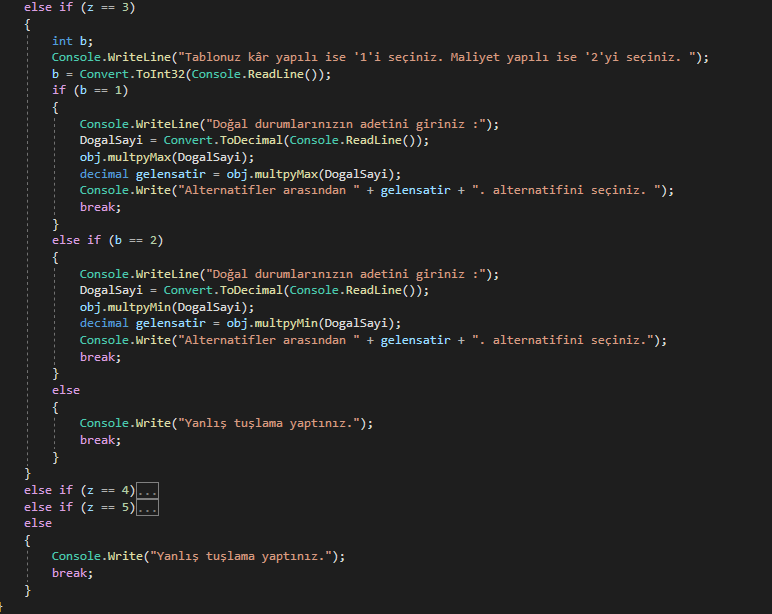 else if (z == 3)
{
int b;
Console.WriteLine("Tablonuz kâr yapılı ise '1'i seçiniz. Maliyet yapılı ise '2'yi seçiniz. ");
b = Convert.ToInt32(Console.ReadLine());
if (b == 1)
{
Console.WriteLine("Doğal durumlarınızın adetini giriniz :");
DogalSayi = Convert.ToDecimal(Console.ReadLine());
obj.multpyMax(DogalSayi);
decimal gelensatir = obj.multpyMax(DogalSayi);
Console.Write("Alternatifler arasından " + gelensatir + ". alternatifini seçiniz. ");
break;
}
else if (b == 2)
{
Console.WriteLine("Doğal durumlarınızın adetini giriniz :");
DogalSayi = Convert.ToDecimal(Console.ReadLine());
obj.multpyMin(DogalSayi);
decimal gelensatir = obj.multpyMin(DogalSayi);
Console.Write("Alternatifler arasından " + gelensatir + ". alternatifini seçiniz.");
break;
}
else
{
Console.Write("Yanlış tuşlama yaptınız.");
break;
}
}
else if (z == 4)...
else if (z == 5)...
else
{
Console.Write("Yanlış tuşlama yaptınız.");
break;
}
}